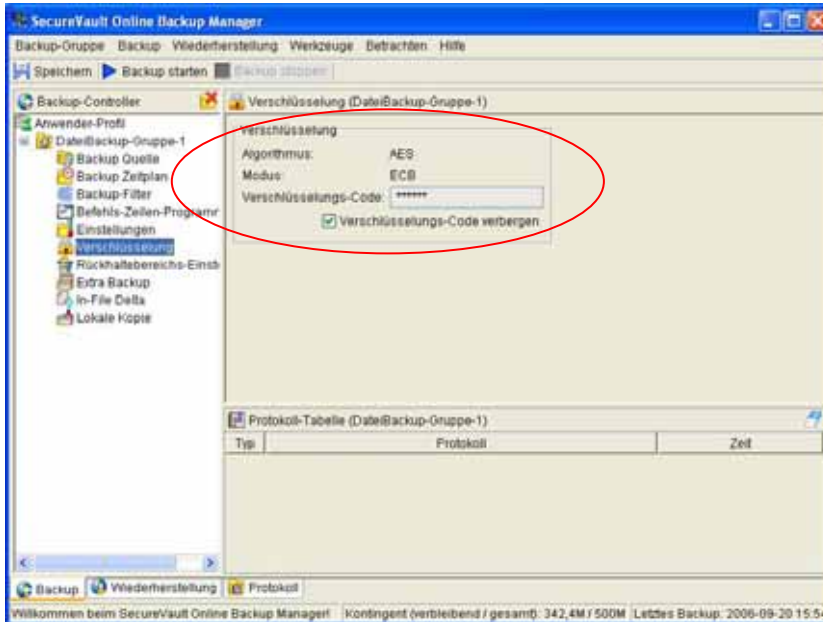 SecureVault Online Backup Manager
Backup-Gruppe Backup Wiederherstellung Werkzeuge Betrachten Hilfe
Speichern Backup starten Backup stoppen
Backup-Controller
Anwender-Profil
DateiBackup-Gruppe-1
Backup Quelle
Backup Zeitplan
Backup-Filter
Befehls-Zeilen-Programr
Einstellungen
Verschlüsselung
Rückhaltebereichs-Einst
Extra Backup
In-File Delta
Lokale Kopie
Verschlüsselung (DateiBackup-Gruppe-1)
Verschlüsselung
Algorithmus: AES
Modus: ECB
Verschlüsselungs-Code: ******
Verschlüsselungs-Code verbergen
Protokoll-Tabelle (DateiBackup-Gruppe-1)
Typ Protokoll Zeit
Backup Wiederherstellung Protokoll
Willkommen beim SecureVault Online Backup Manager! Kontingent (verbleibend / gesamt): 342,4M / 500M Letztes Backup: 2006-09-20 15:54